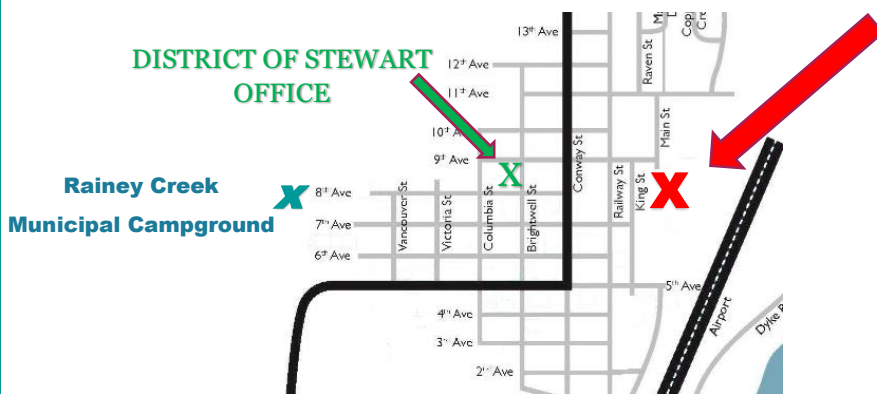 DISTRICT OF STEWART
OFFICE
X
Rainey Creek
Municipal Campground
X
X
13th Ave
12th Ave
11th Ave
9th Ave
8th Ave
7th Ave
6th Ave
5th Ave
4th Ave
3rd Ave
2nd Ave
Vancouver St
Victoria St
Columbia St
Brightwell St
Conway St
Railway St
King St
Main St
Raven St
Airport